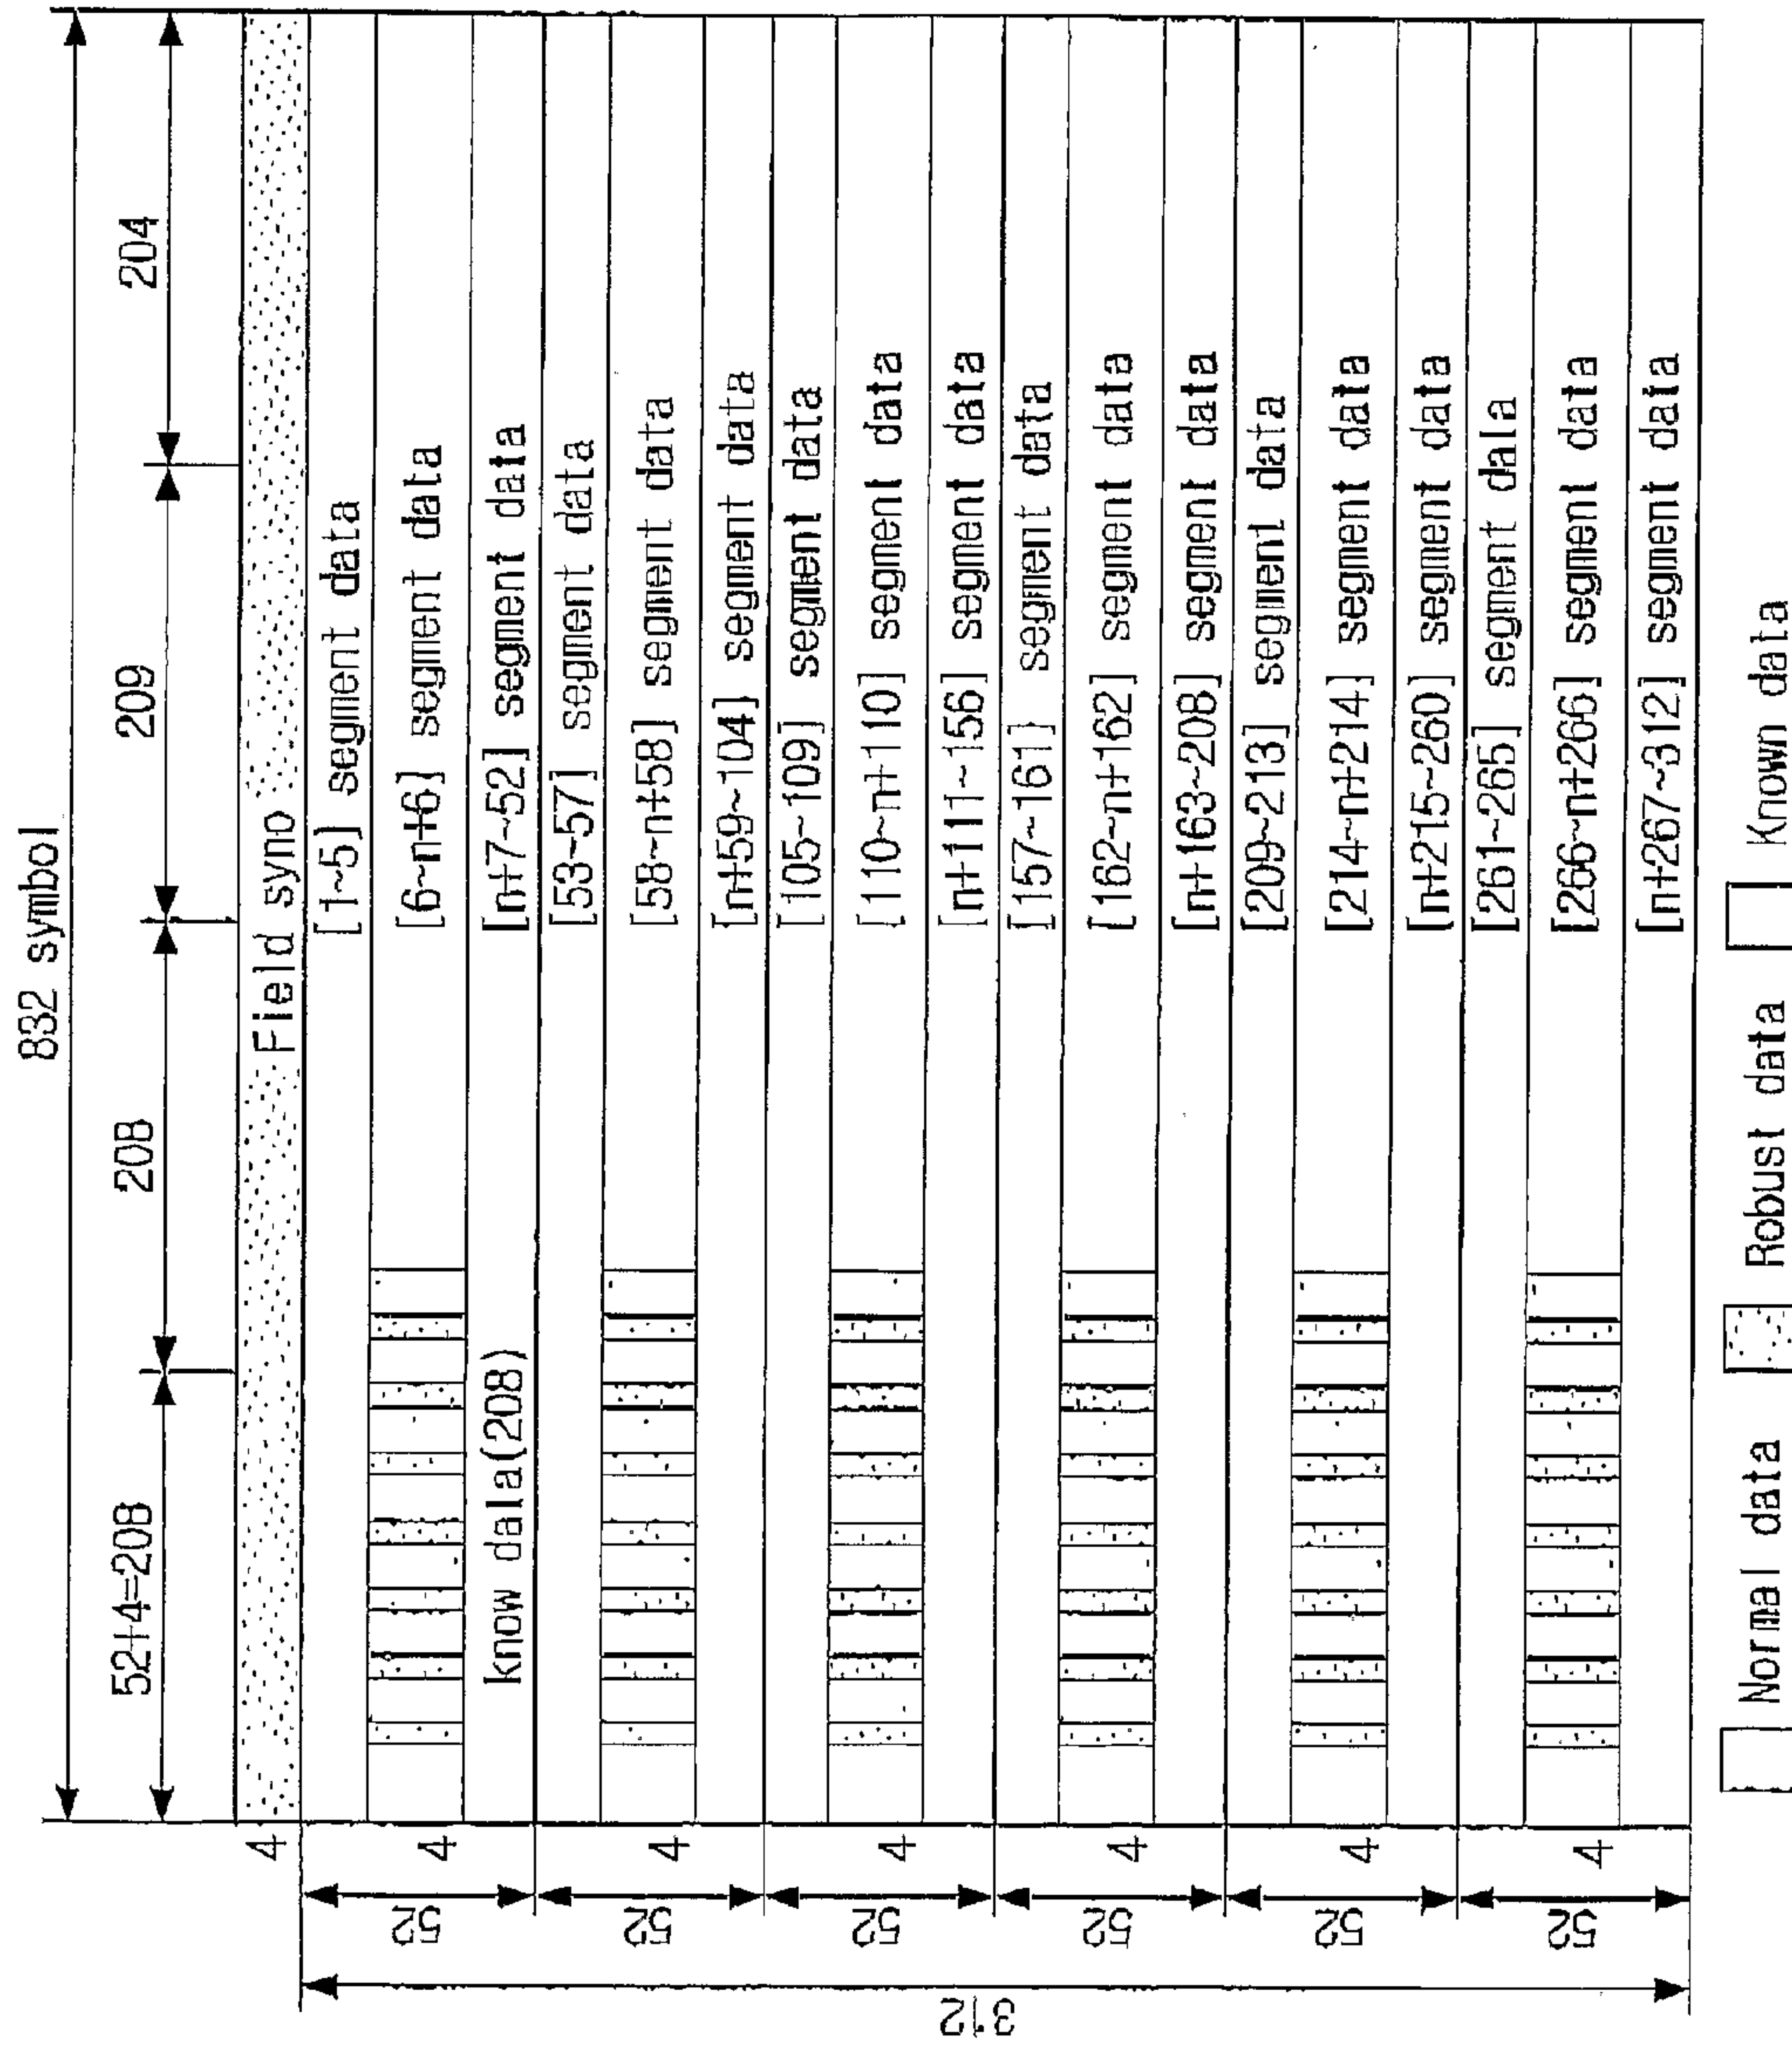 832 symbol
52+4=208
208
209
204
4
Field syno
[1~5] segment data
4
[6~n+6] segment data
52
know dala(208)
[n+7~52] segment data
[53~57] segment data
4
[58~n+58] segment data
52
[n+59~104] segment data
[105~109] segment data
4
[110~n+110] segment data
52
[n+111~156] segment data
[157~161] segment data
4
[162~n+162] segment data
52
[n+163~208] segment data
[209~213] segment data
4
[214~n+214] segment data
52
[n+215~260] segment data
[261~265] segment dala
4
[266~n+266] segment data
52
[n+267~312] segment data
312
Normal data
Robust data
Known data